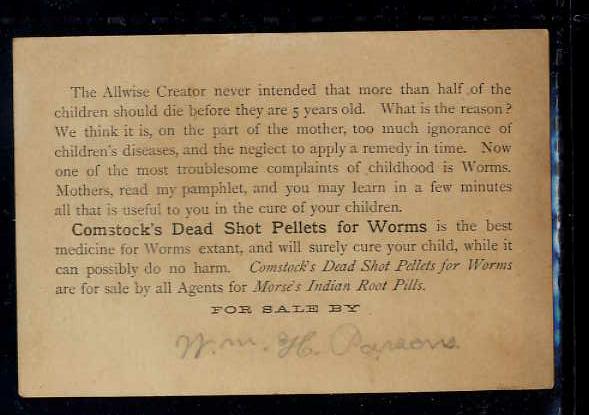 The Allwise Creator never intended that more than half of the
children should die before they are 5 years old. What is the reason?
We think it is, on the part of the mother, too much ignorance of
children's diseases, and the neglect to apply a remedy in time. Now
one of the most troublesome complaints of childhood is Worms.
Mothers, read my pamphlet, and you may learn in a few minutes
all that is useful to you in the cure of your children.
Comstock's Dead Shot Pellets for Worms is the best
medicine for Worms extant, and will surely cure your child, while it
can possibly do no harm. Comstock's Dead Shot Pellets for Worms
are for sale by all Agents for Morse's Indian Root Pills.
FOR SALE BY
W.m. H. Parsons.